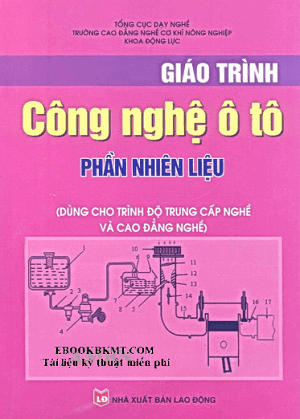 TỔNG CỤC DẠY NGHỀ
TRƯỜNG CAO ĐẲNG NGHỀ CƠ KHÍ NÔNG NGHIỆP
KHOA ĐỘNG LỰC
GIÁO TRÌNH
Công nghệ ô tô
PHẦN NHIÊN LIỆU
(DÙNG CHO TRÌNH ĐỘ TRUNG CẤP NGHỀ
VÀ CAO ĐẲNG NGHỀ)
EBOOKBKMT.COM
Tài liệu kỹ thuật miễn phí
LĐ NHÀ XUẤT BẢN LAO ĐỘNG